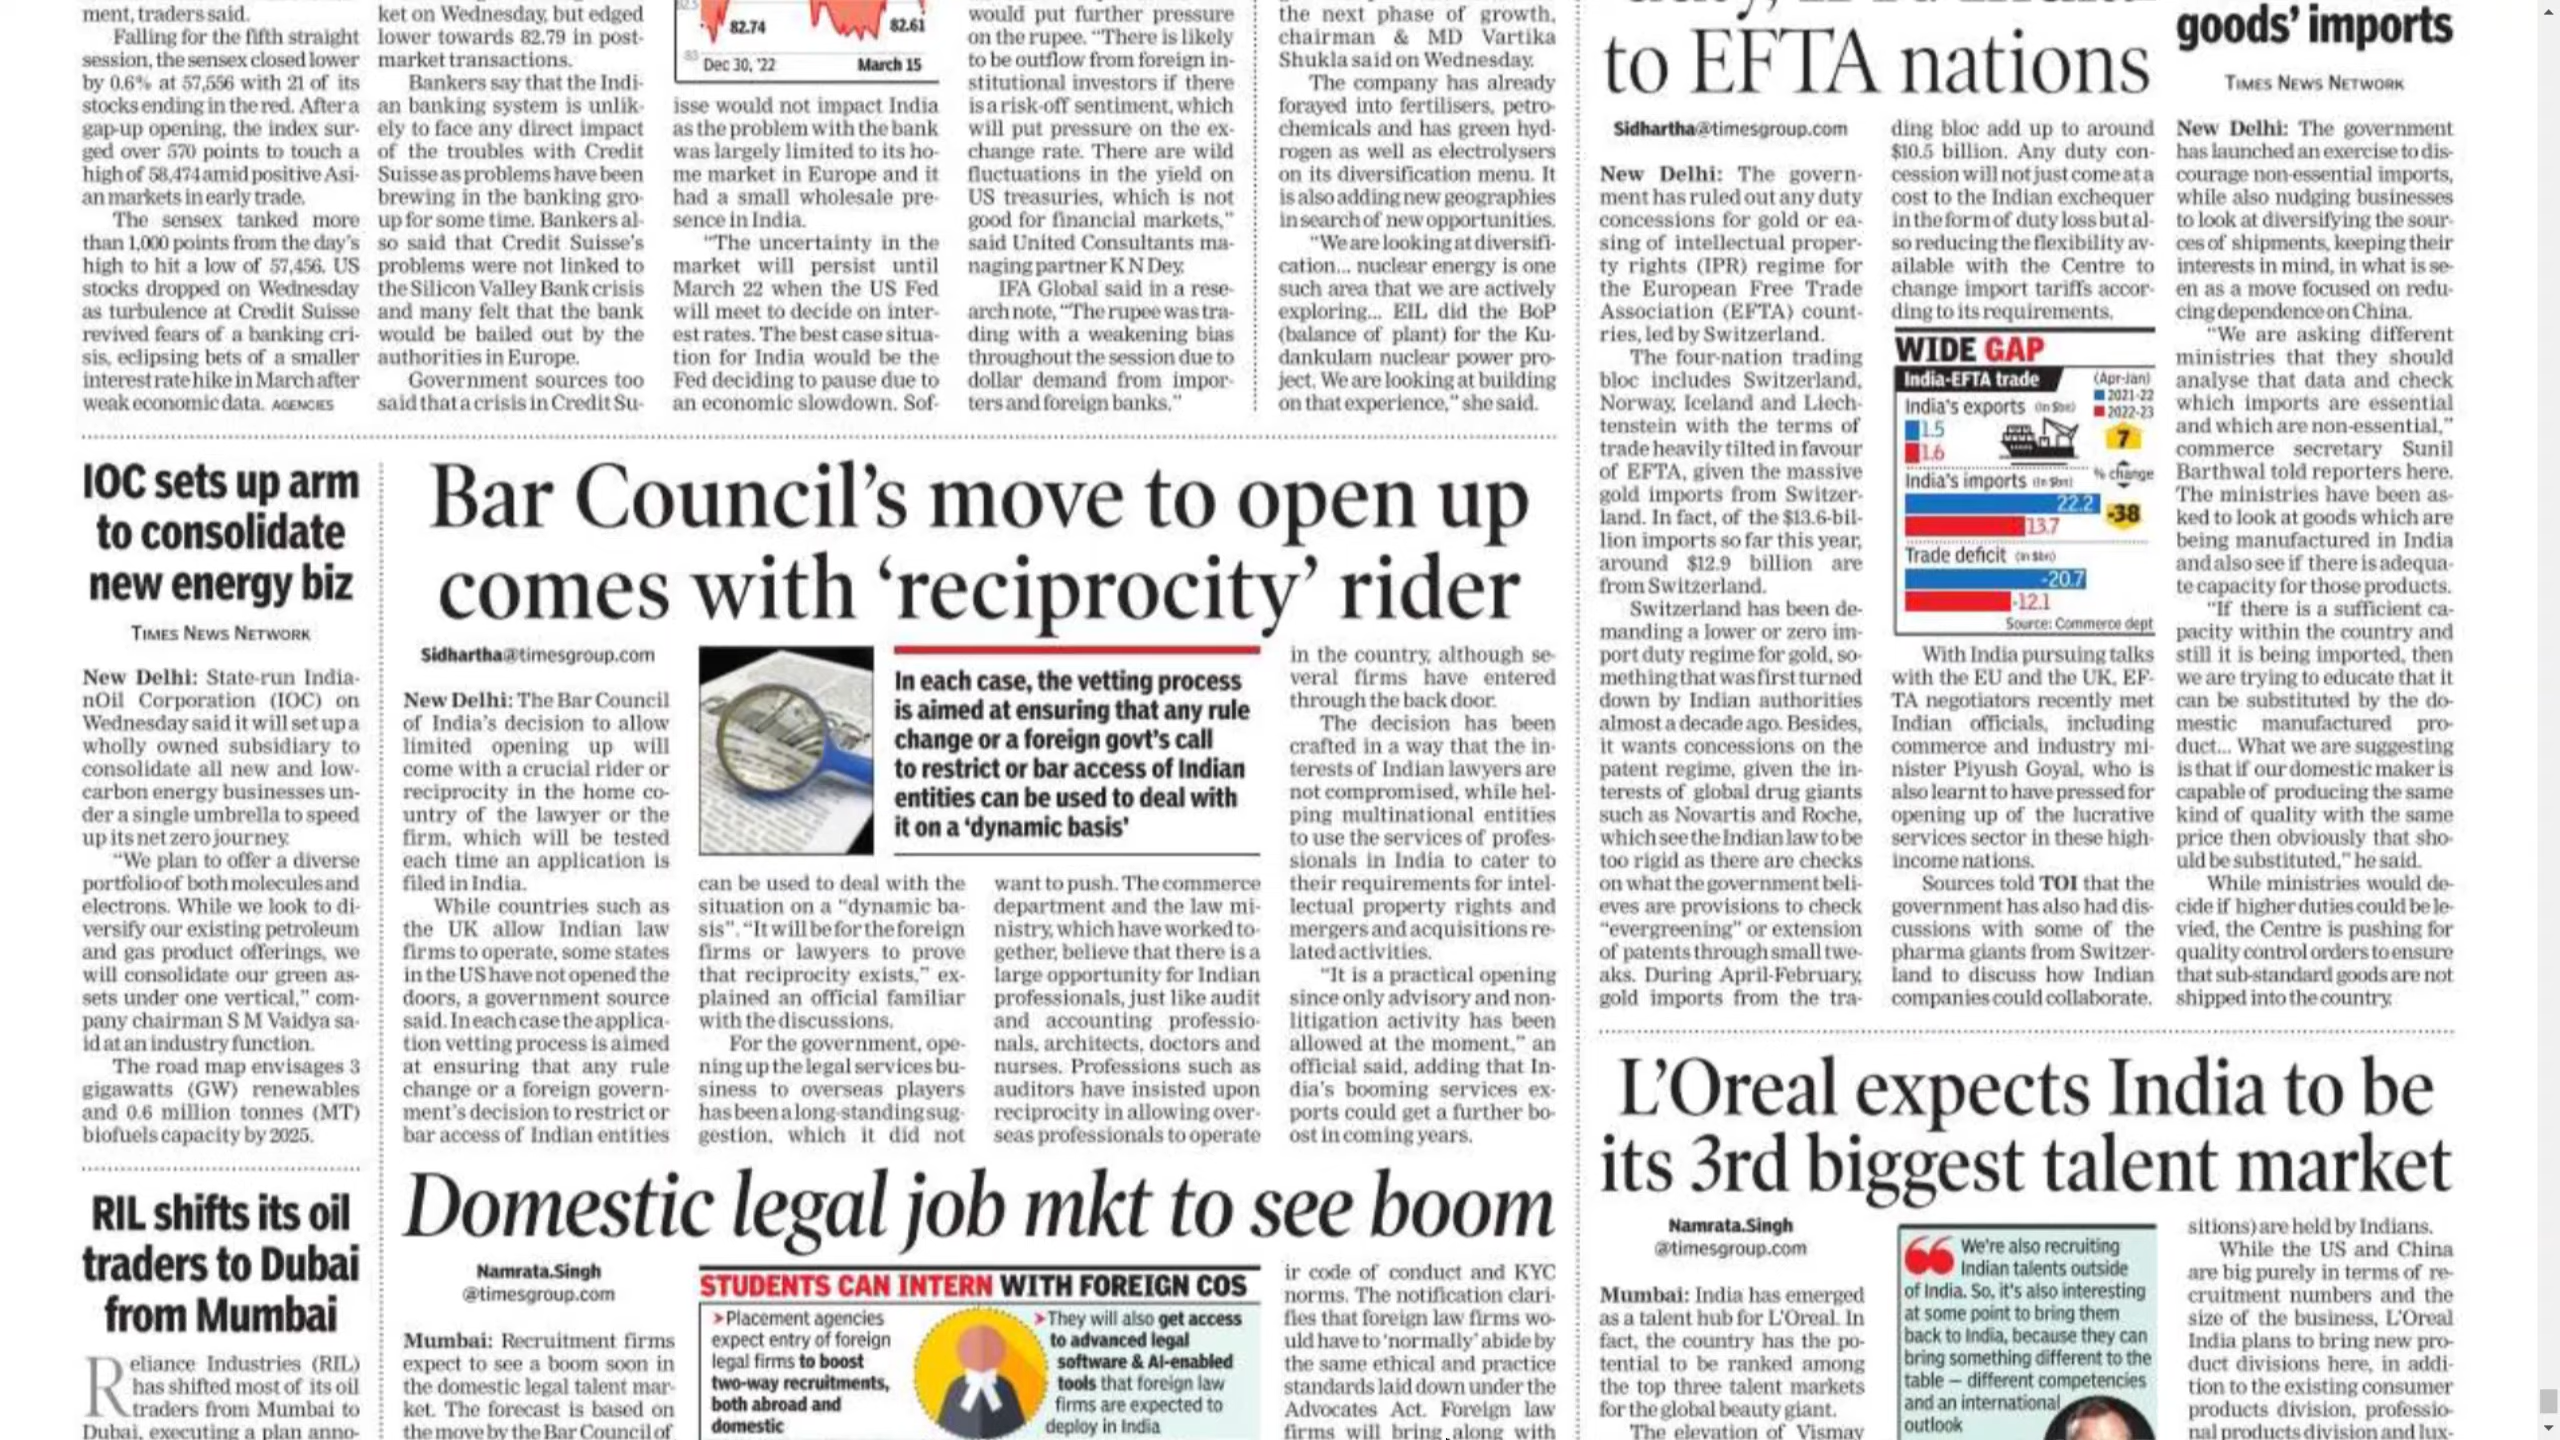 ment, traders said.
Falling for the fifth straight
session, the sensex closed lower
by 0.6% at 57,556 with 21 of its
stocks ending in the red. After a
gap-up opening, the index sur-
ged over 570 points to touch a
high of 58,474 amid positive Asi-
an markets in early trade.
The sensex tanked more
than 1,000 points from the day's
high to hit a low of 57,456. US
stocks dropped on Wednesday
as turbulence at Credit Suisse
revived fears of a banking cri-
sis, eclipsing bets of a smaller
interest rate hike in March after
weak economic data. AGENCIES
ket on Wednesday, but edged
lower towards 82.79 in post-
market transactions.
Bankers say that the Indi-
an banking system is unlik-
ely to face any direct impact
of the troubles with Credit
Suisse as problems have been
brewing in the banking gro-
up for some time. Bankers al-
so said that Credit Suisse's
problems were not linked to
the Silicon Valley Bank crisis
and many felt that the bank
would be bailed out by the
authorities in Europe.
Government sources too
said that a crisis in Credit Su-
82.74
82.61
83
Dec 30, '22 March 15
isse would not impact India
as the problem with the bank
was largely limited to its ho-
me market in Europe and it
had a small wholesale pre-
sence in India.
"The uncertainty in the
market will persist until
March 22 when the US Fed
will meet to decide on inter-
est rates. The best case situa-
tion for India would be the
Fed deciding to pause due to
an economic slowdown. Sof-
would put further pressure
on the rupee. "There is likely
to be outflow from foreign in-
stitutional investors if there
is a risk-off sentiment, which
will put pressure on the ex-
change rate. There are wild
fluctuations in the yield on
US treasuries, which is not
good for financial markets,"
said United Consultants ma-
naging partner K N Dey.
IFA Global said in a rese-
arch note, "The rupee was tra-
ding with a weakening bias
throughout the session due to
dollar demand from impor-
ters and foreign banks."
the next phase of growth,
chairman & MD Vartika
Shukla said on Wednesday.
The company has already
forayed into fertilisers, petro-
chemicals and has green hyd-
rogen as well as electrolysers
on its diversification menu. It
is also adding new geographies
in search of new opportunities.
"We are looking at diversifi-
cation... nuclear energy is one
such area that we are actively
exploring... EIL did the BoP
(balance of plant) for the Ku-
dankulam nuclear power pro-
ject. We are looking at building
on that experience," she said.
to EFTA nations
Sidhartha@timesgroup.com
New Delhi: The govern-
ment has ruled out any duty
concessions for gold or ea-
sing of intellectual proper-
ty rights (IPR) regime for
the European Free Trade
Association (EFTA) count-
ries, led by Switzerland.
The four-nation trading
bloc includes Switzerland,
Norway, Iceland and Liech-
tenstein with the terms of
trade heavily tilted in favour
of EFTA, given the massive
gold imports from Switzer-
land. In fact, of the $13.6-bil-
lion imports so far this year,
around $12.9 billion are
from Switzerland.
Switzerland has been de-
manding a lower or zero im-
port duty regime for gold, so-
mething that was first turned
down by Indian authorities
almost a decade ago. Besides,
it wants concessions on the
patent regime, given the in-
terests of global drug giants
such as Novartis and Roche,
which see the Indian law to be
too rigid as there are checks
on what the government beli-
eves are provisions to check
"evergreening" or extension
of patents through small twe-
aks. During April-February,
gold imports from the tra-
ding bloc add up to around
$10.5 billion. Any duty con-
cession will not just come at a
cost to the Indian exchequer
in the form of duty loss but al-
so reducing the flexibility av-
ailable with the Centre to
change import tariffs accor-
ding to its requirements.
WIDE GAP
India-EFTA trade (Apr-Jan)
2021-22
2022-23
India's exports (in $bn)
1.5
1.6
7
% change
India's imports (in $bn)
22.2
13.7
-38
Trade deficit (in $bn)
-20.7
-12.1
Source: Commerce dept
With India pursuing talks
with the EU and the UK, EF-
TA negotiators recently met
Indian officials, including
commerce and industry mi-
nister Piyush Goyal, who is
also learnt to have pressed for
opening up of the lucrative
services sector in these high-
income nations.
Sources told TOI that the
government has also had dis-
cussions with some of the
pharma giants from Switzer-
land to discuss how Indian
companies could collaborate.
goods' imports
TIMES NEWS NETWORK
New Delhi: The government
has launched an exercise to dis-
courage non-essential imports,
while also nudging businesses
to look at diversifying the sour-
ces of shipments, keeping their
interests in mind, in what is se-
en as a move focused on redu-
cing dependence on China.
"We are asking different
ministries that they should
analyse that data and check
which imports are essential
and which are non-essential,"
commerce secretary Sunil
Barthwal told reporters here.
The ministries have been as-
ked to look at goods which are
being manufactured in India
and also see if there is adequa-
te capacity for those products.
"If there is a sufficient ca-
pacity within the country and
still it is being imported, then
we are trying to educate that it
can be substituted by the do-
mestic manufactured pro-
duct... What we are suggesting
is that if our domestic maker is
capable of producing the same
kind of quality with the same
price then obviously that sho-
uld be substituted," he said.
While ministries would de-
cide if higher duties could be le-
vied, the Centre is pushing for
quality control orders to ensure
that sub-standard goods are not
shipped into the country.
IOC sets up arm
to consolidate
new energy biz
TIMES NEWS NETWORK
New Delhi: State-run India-
nOil Corporation (IOC) on
Wednesday said it will set up a
wholly owned subsidiary to
consolidate all new and low-
carbon energy businesses un-
der a single umbrella to speed
up its net zero journey.
"We plan to offer a diverse
portfolio of both molecules and
electrons. While we look to di-
versify our existing petroleum
and gas product offerings, we
will consolidate our green as-
sets under one vertical," com-
pany chairman S M Vaidya sa-
id at an industry function.
The road map envisages 3
gigawatts (GW) renewables
and 0.6 million tonnes (MT)
biofuels capacity by 2025.
RIL shifts its oil
traders to Dubai
from Mumbai
Reliance Industries (RIL)
has shifted most of its oil
traders from Mumbai to
Dubai, executing a plan anno-
Bar Council's move to open up
comes with 'reciprocity' rider
Sidhartha@timesgroup.com
New Delhi: The Bar Council
of India's decision to allow
limited opening up will
come with a crucial rider or
reciprocity in the home co-
untry of the lawyer or the
firm, which will be tested
each time an application is
filed in India.
While countries such as
the UK allow Indian law
firms to operate, some states
in the US have not opened the
doors, a government source
said. In each case the applica-
tion vetting process is aimed
at ensuring that any rule
change or a foreign govern-
ment's decision to restrict or
bar access of Indian entities
In each case, the vetting process
is aimed at ensuring that any rule
change or a foreign govt's call
to restrict or bar access of Indian
entities can be used to deal with
it on a 'dynamic basis'
can be used to deal with the
situation on a "dynamic ba-
sis". "It will be for the foreign
firms or lawyers to prove
that reciprocity exists," ex-
plained an official familiar
with the discussions.
For the government, ope-
ning up the legal services bu-
siness to overseas players
has been a long-standing sug-
gestion, which it did not
want to push. The commerce
department and the law mi-
nistry, which have worked to-
gether, believe that there is a
large opportunity for Indian
professionals, just like audit
and accounting professio-
nals, architects, doctors and
nurses. Professions such as
auditors have insisted upon
reciprocity in allowing over-
seas professionals to operate
in the country, although se-
veral firms have entered
through the back door.
The decision has been
crafted in a way that the in-
terests of Indian lawyers are
not compromised, while hel-
ping multinational entities
to use the services of profes-
sionals in India to cater to
their requirements for intel-
lectual property rights and
mergers and acquisitions re-
lated activities.
"It is a practical opening
since only advisory and non-
litigation activity has been
allowed at the moment," an
official said, adding that In-
dia's booming services ex-
ports could get a further bo-
ost in coming years.
Domestic legal job mkt to see boom
Namrata.Singh
@timesgroup.com
Mumbai: Recruitment firms
expect to see a boom soon in
the domestic legal talent mar-
ket. The forecast is based on
the move by the Bar Council of
STUDENTS CAN INTERN WITH FOREIGN COS
➤Placement agencies
expect entry of foreign
legal firms to boost
two-way recruitments,
both abroad and
domestic
➤They will also get access
to advanced legal
software & AI-enabled
tools that foreign law
firms are expected to
deploy in India
ir code of conduct and KYC
norms. The notification clari-
fies that foreign law firms wo-
uld have to 'normally' abide by
the same ethical and practice
standards laid down under the
Advocates Act. Foreign law
firms will bring along with
L'Oreal expects India to be
its 3rd biggest talent market
Namrata.Singh
@timesgroup.com
Mumbai: India has emerged
as a talent hub for L'Oreal. In
fact, the country has the po-
tential to be ranked among
the top three talent markets
for the global beauty giant.
The elevation of Vismay
We're also recruiting
Indian talents outside
of India. So, it's also interesting
at some point to bring them
back to India, because they can
bring something different to the
table — different competencies
and an international
outlook
sitions) are held by Indians.
While the US and China
are big purely in terms of re-
cruitment numbers and the
size of the business, L'Oreal
India plans to bring new pro-
duct divisions here, in addi-
tion to the existing consumer
products division, professio-
nal products division and lux-